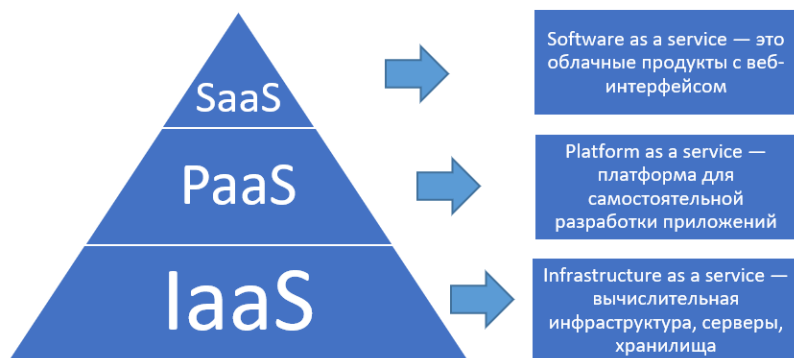 SaaS
Software as a service — это
облачные продукты с веб-
интерфейсом
PaaS
Platform as a service —
платформа для
самостоятельной
разработки приложений
IaaS
Infrastructure as a service —
вычислительная
инфраструктура, серверы,
хранилища